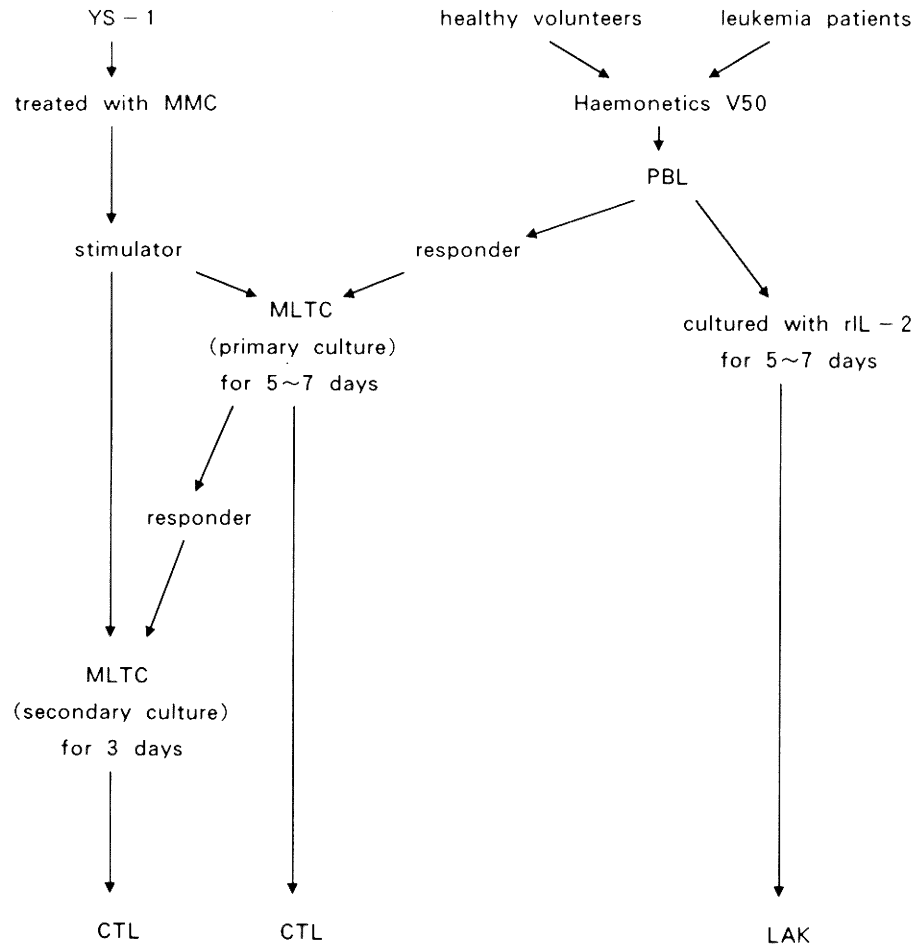 YS – 1
healthy volunteers
leukemia patients
treated with MMC
Haemonetics V50
PBL
stimulator
responder
MLTC
(primary culture)
for 5~7 days
cultured with rIL – 2
for 5~7 days
responder
MLTC
(secondary culture)
for 3 days
CTL
CTL
LAK